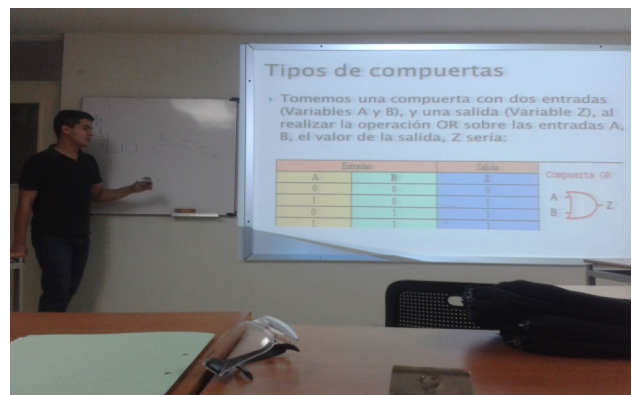 Tipos de compuertas
Tomemos una compuerta con dos entradas
(Variables A y B), y una salida (Variable Z), al
realizar la operación OR sobre las entradas A,
B, el valor de la salida, Z sería:
Entradas Salida
A B Z
0 0 0
1 0 1
0 1 1
1 1 1
Compuerta OR
A
B
Z